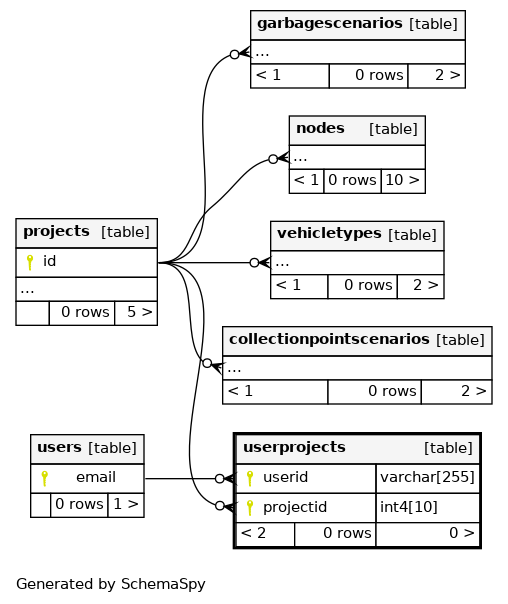 garbagescenarios [table]
...
< 1 0 rows 2 >
nodes [table]
...
< 1 0 rows 10 >
projects [table]
id
...
0 rows 5 >
vehicletypes [table]
...
< 1 0 rows 2 >
collectionpointscenarios [table]
...
< 1 0 rows 2 >
users [table]
email
0 rows 1 >
userprojects [table]
userid varchar[255]
projectid int4[10]
< 2 0 rows 0 >
Generated by SchemaSpy